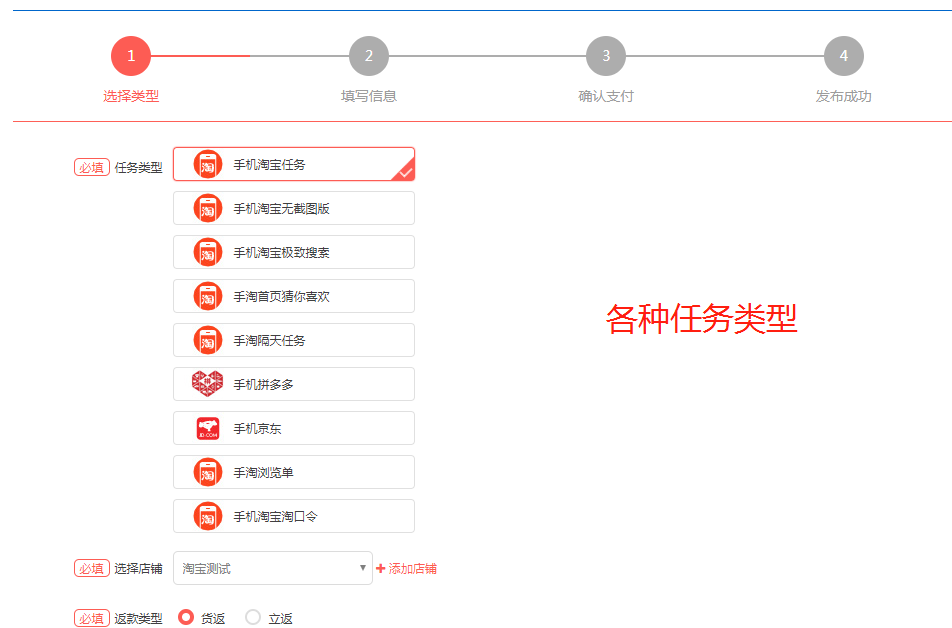 1 2 3 4
选择类型 填写信息 确认支付 发布成功
必填 任务类型 淘 手机淘宝任务
淘 手机淘宝无截图版
淘 手机淘宝极致搜索
淘 手淘首页猜你喜欢
各种任务类型
淘 手淘隔天任务
拼 手机拼多多
JD.COM 手机京东
淘 手淘浏览单
淘 手机淘宝淘口令
必填 选择店铺 淘宝测试 添加店铺
必填 返款类型 货返 立返